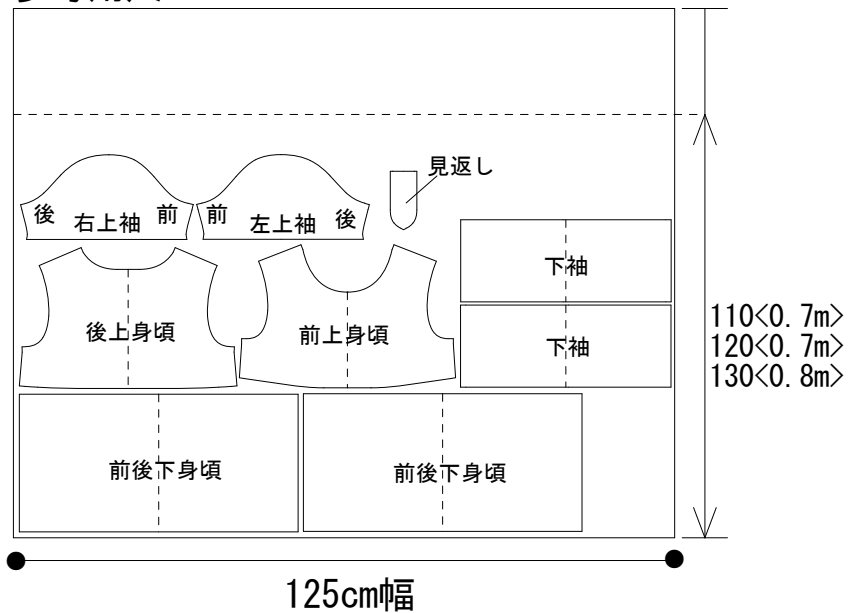 見返し
後 右上袖 前
前 左上袖 後
下袖
後上身頃
前上身頃
下袖
110<0.7m>
120<0.7m>
130<0.8m>
前後下身頃
前後下身頃
125cm幅